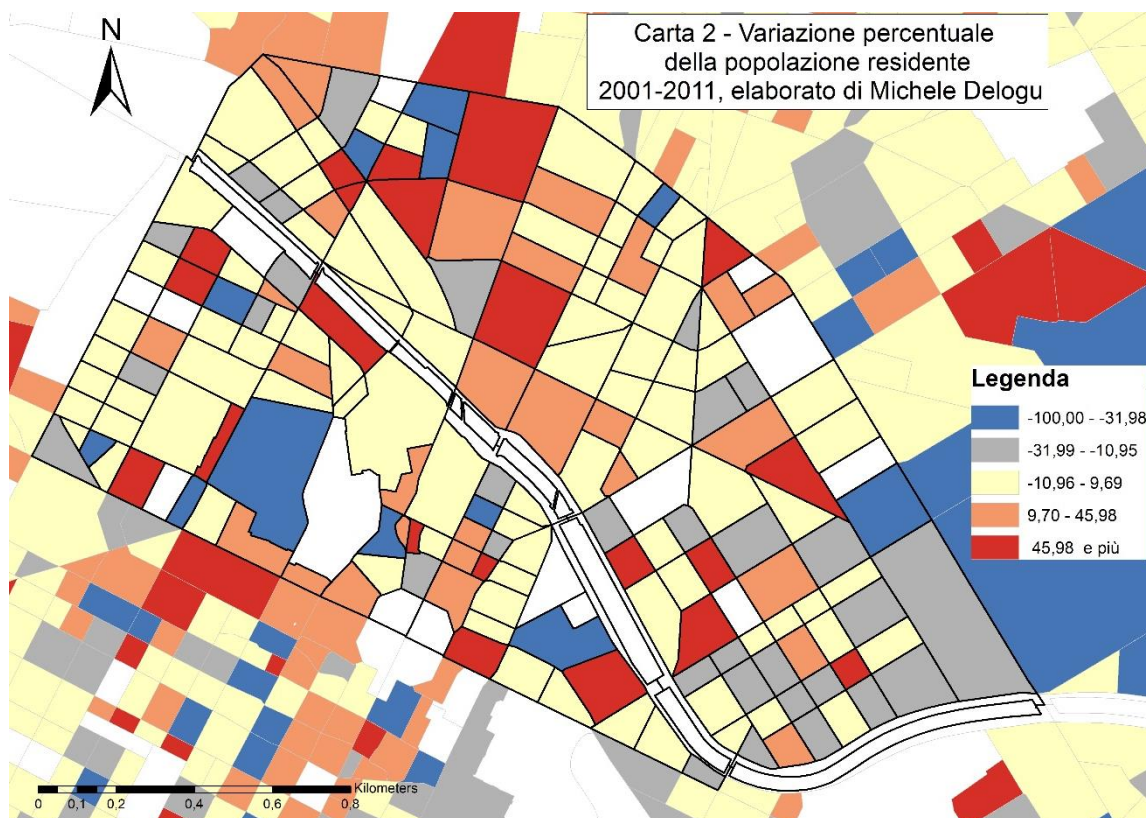 Carta 2 - Variazione percentuale
della popolazione residente
2001-2011, elaborato di Michele Delogu
N
Legenda
-100,00 - -31,98
-31,99 - -10,95
-10,96 - 9,69
9,70 - 45,98
45,98 e più
Kilometers
0 0,1 0,2 0,4 0,6 0,8